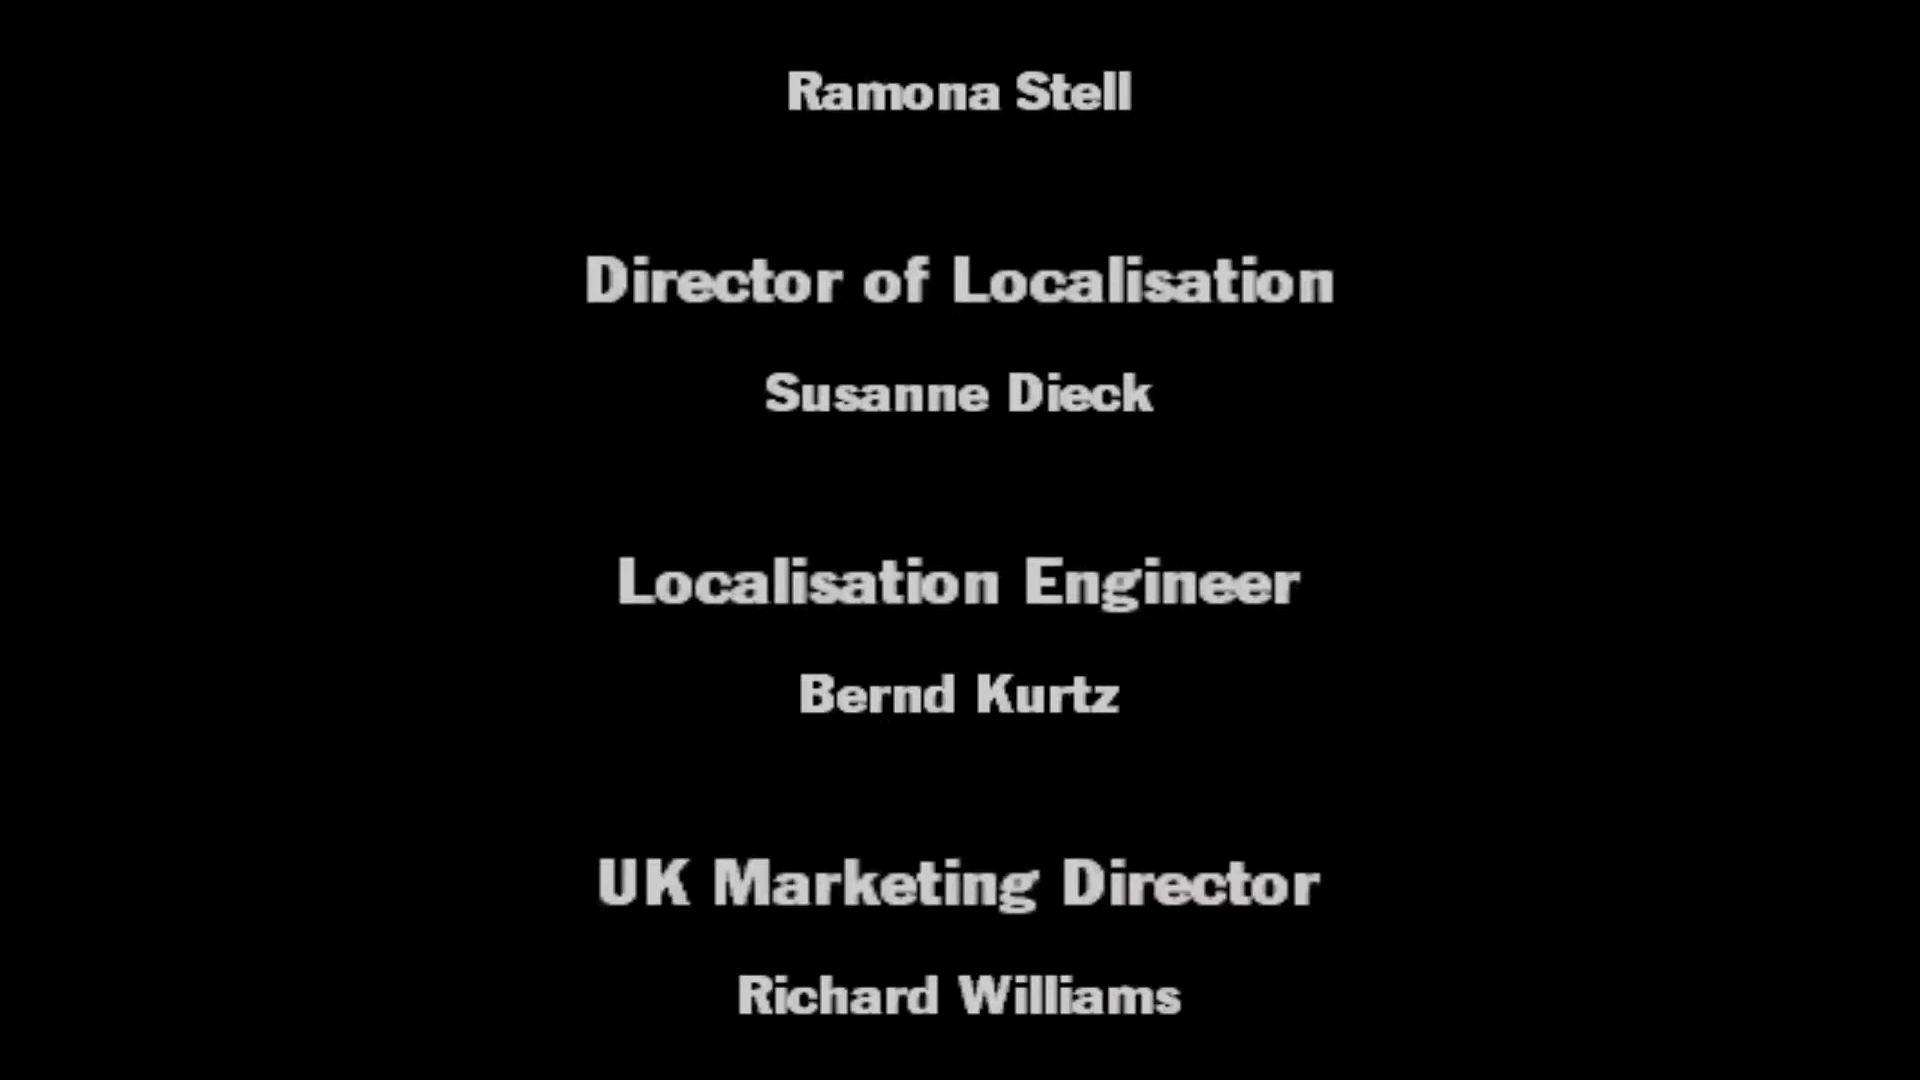 Ramona Stell
Director of Localisation
Susanne Dieck
Localisation Engineer
Bernd Kurtz
UK Marketing Director
Richard Williams